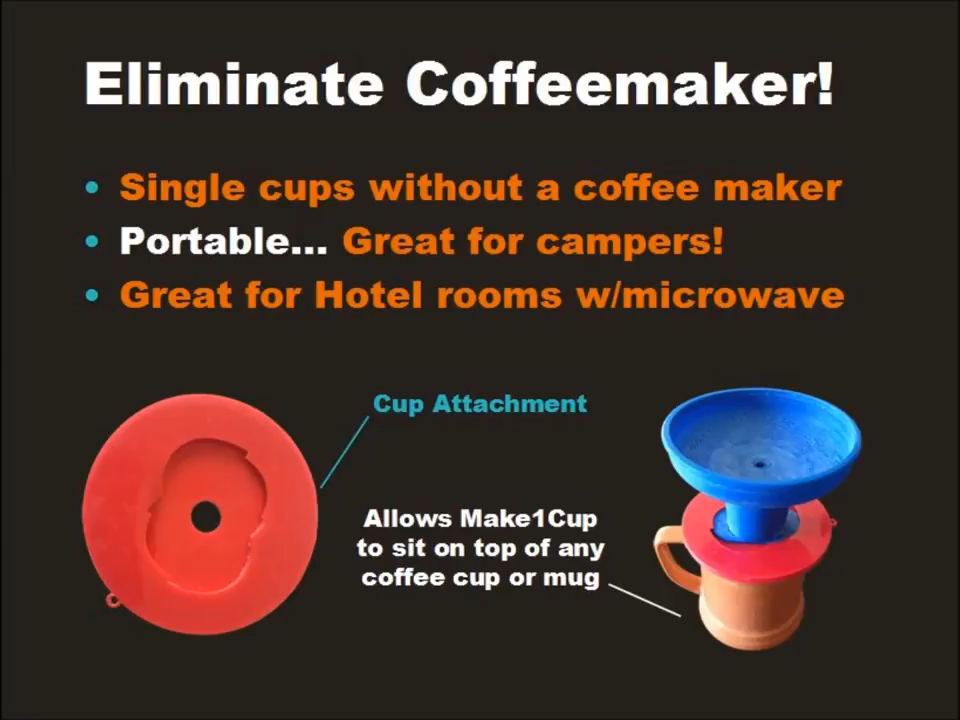 Eliminate Coffeemaker!
• Single cups without a coffee maker
• Portable... Great for campers!
• Great for Hotel rooms w/microwave
Cup Attachment
Allows Make1Cup
to sit on top of any
coffee cup or mug